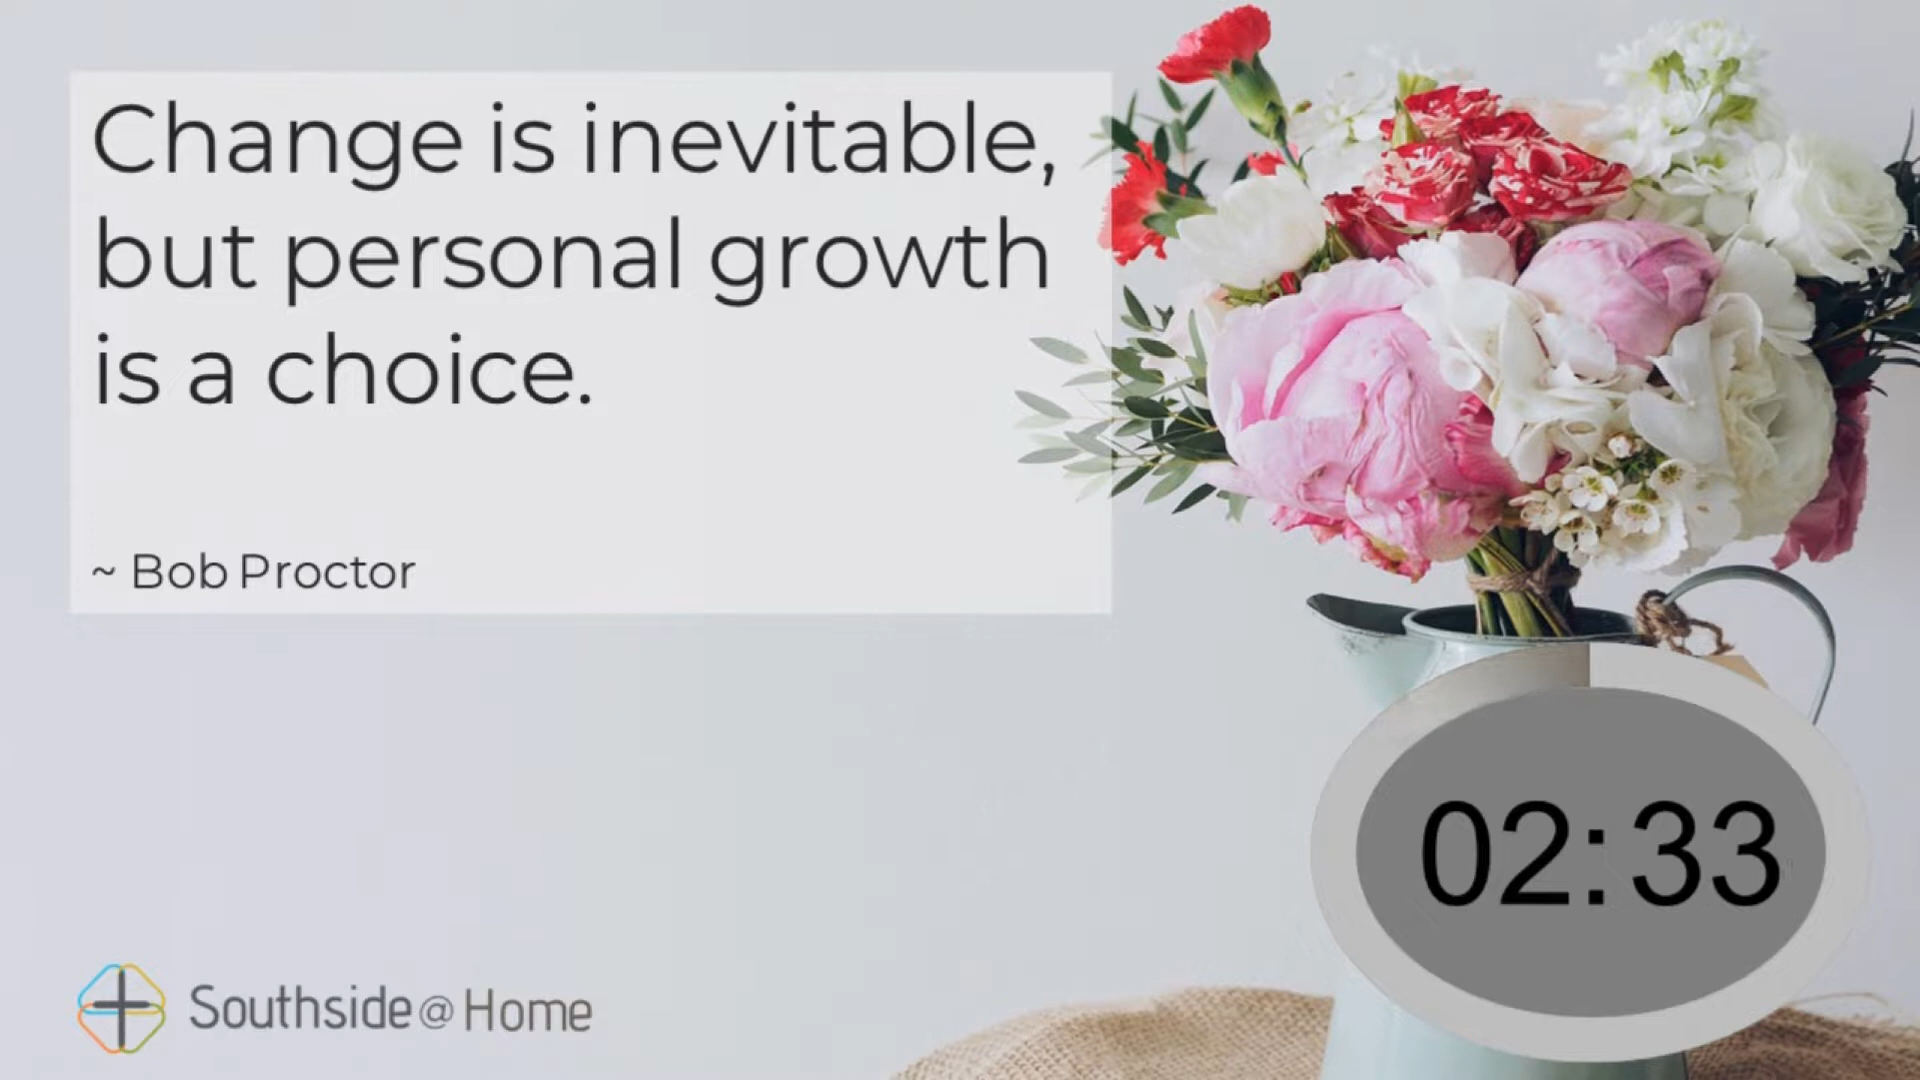 Change is inevitable,
but personal growth
is a choice.
~ Bob Proctor
02:33
Southside@Home